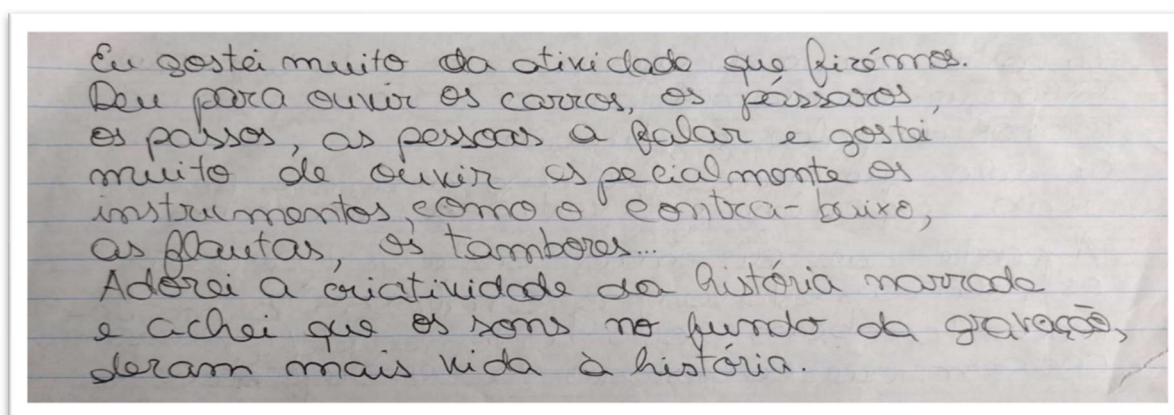 Eu gostei muito da atividade que fizémos.
Deu para ouvir os carros, os pássaros,
os passos, as pessoas a falar e gostei
muito de ouvir especialmente os
instrumentos, como o contra-baixo,
as flautas, os tambores...
Adorei a criatividade da história narrada
e achei que os sons no fundo da gravação,
deram mais vida à história.